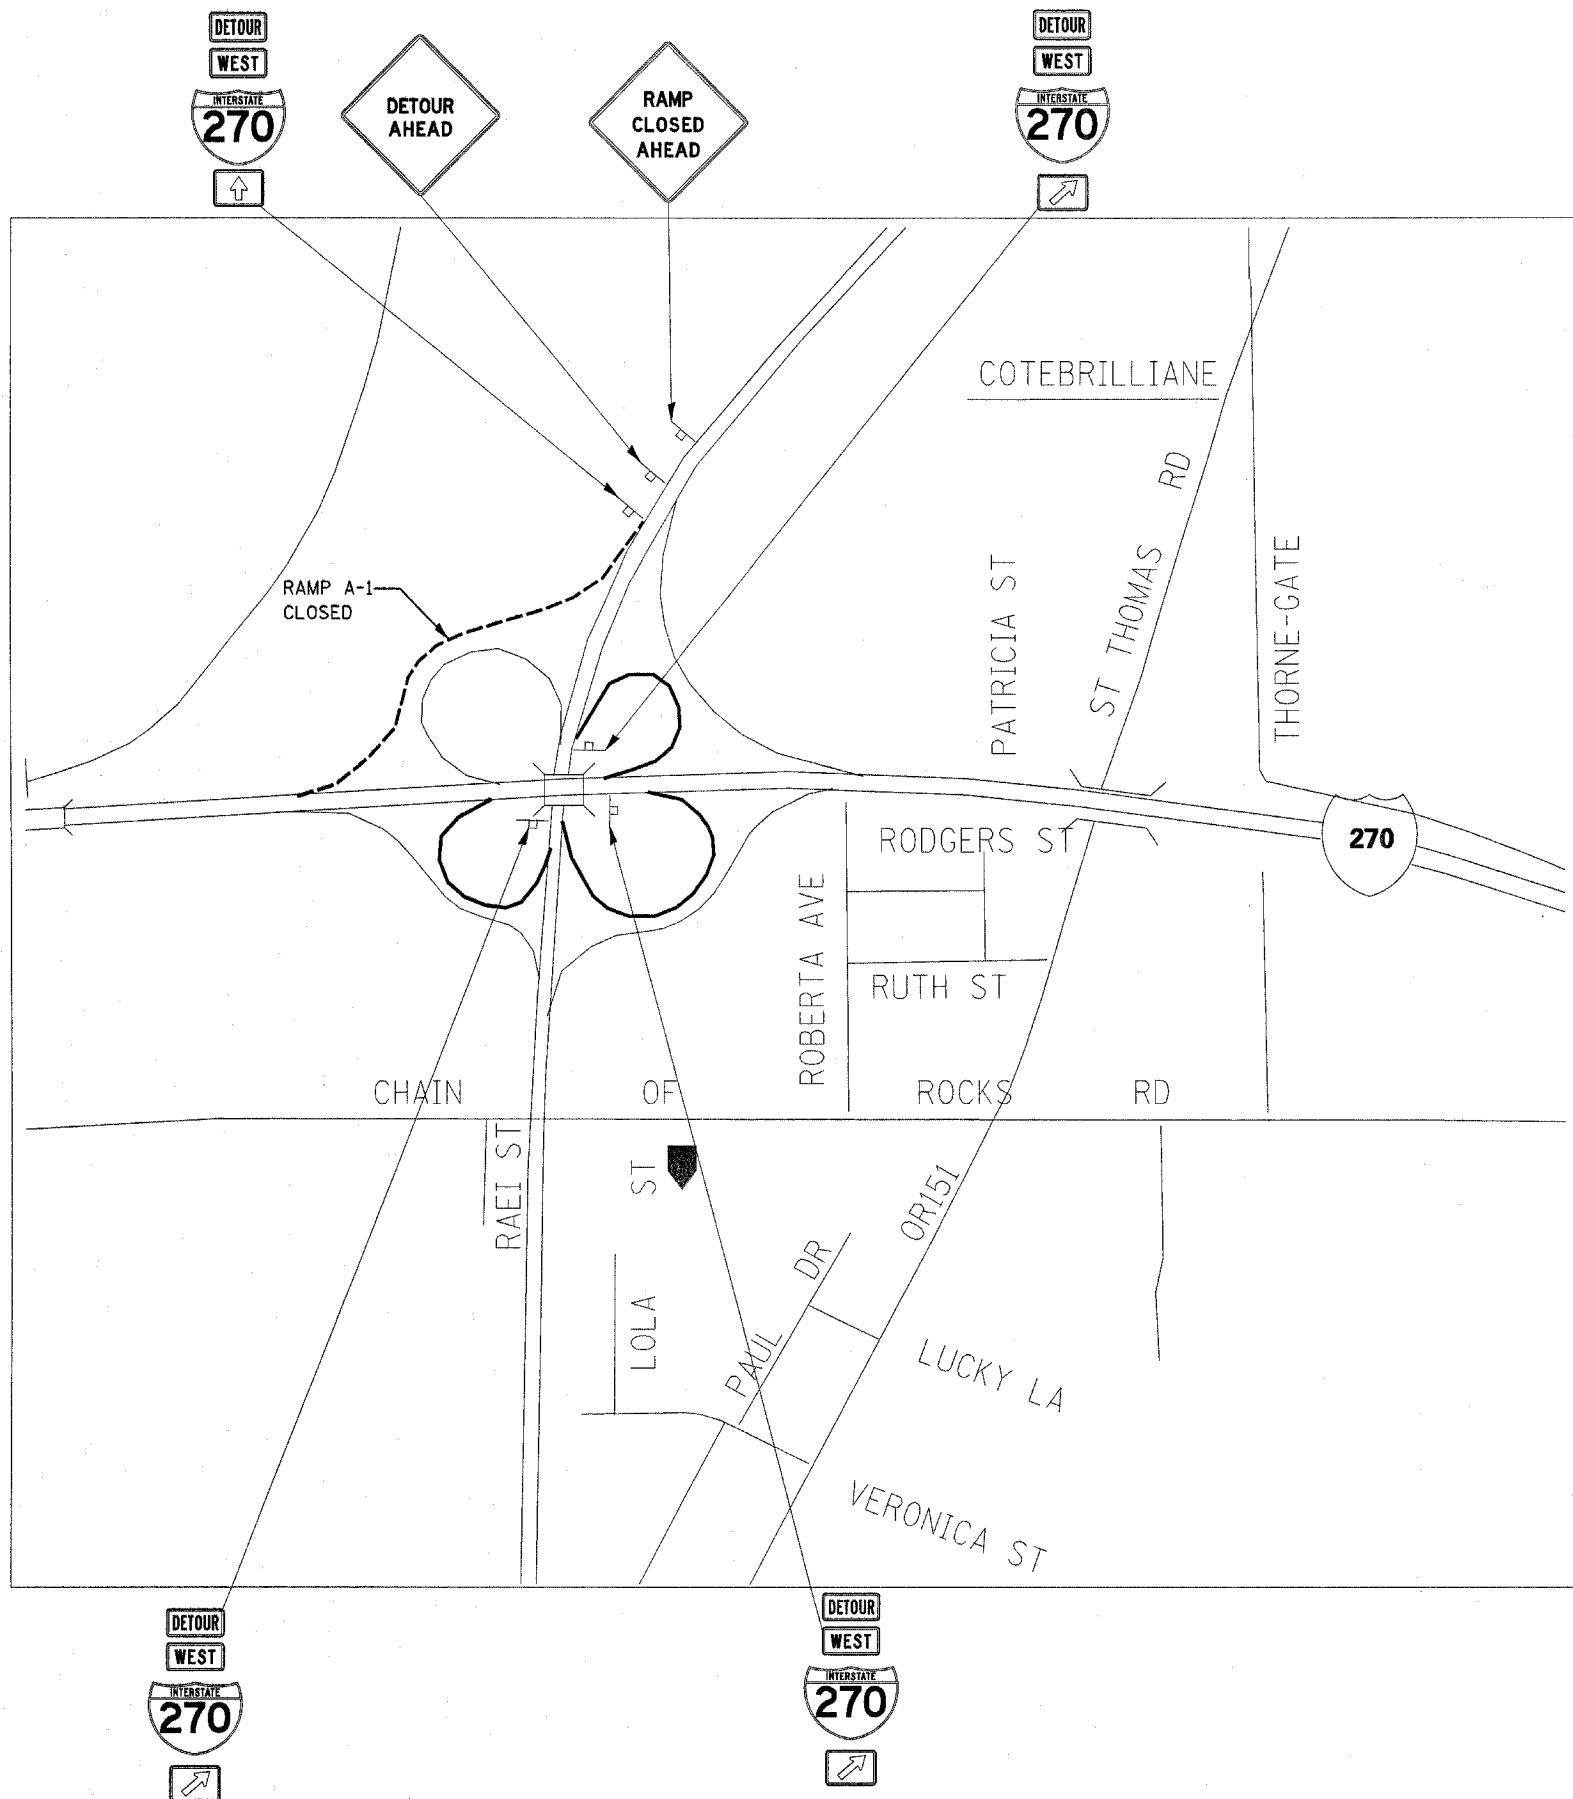 DETOUR
WEST
INTERSTATE
270
DETOUR
AHEAD
RAMP
CLOSED
AHEAD
DETOUR
WEST
INTERSTATE
270
COTEBRILLIANE
RAMP A-1
CLOSED
PATRICIA ST
ST THOMAS RD
THORNE-GATE
270
RODGERS ST
ROBERTA AVE
RUTH ST
CHAIN OF ROCKS RD
RAEI ST
LOLA ST
PAUL DR
OR151
LUCKY LA
VERONICA ST
DETOUR
WEST
INTERSTATE
270
DETOUR
WEST
INTERSTATE
270